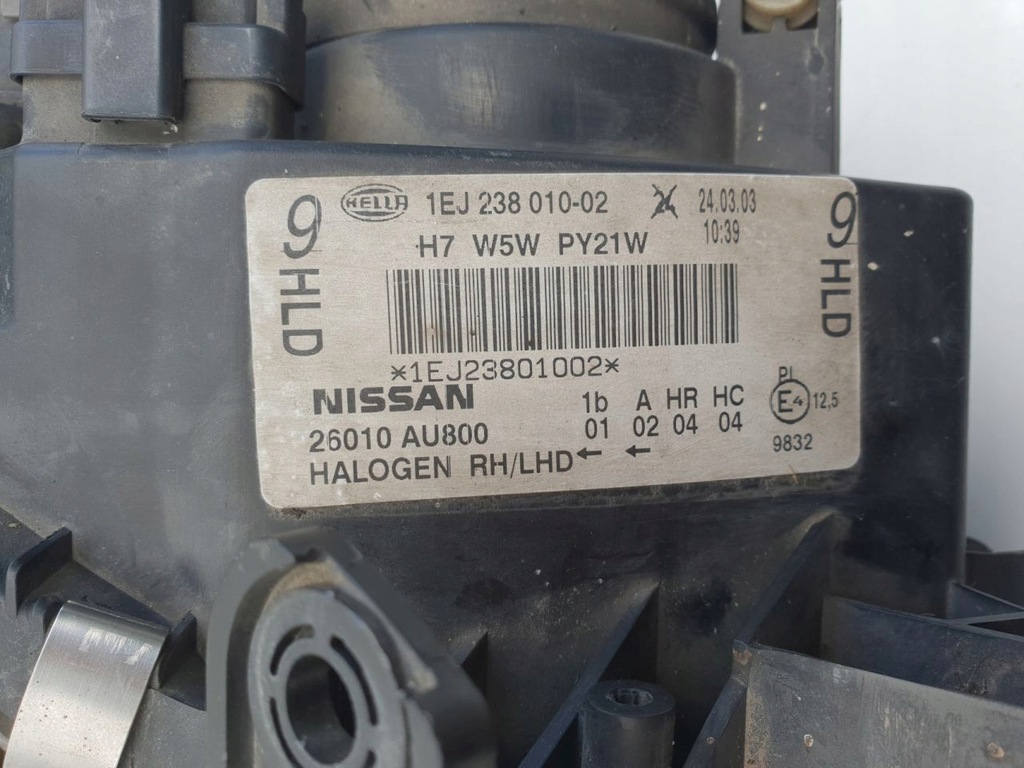 9 HLD
HELLA 1EJ 238 010-02 24.03.03
10:39
H7 W5W PY21W
*1EJ23801002*
NISSAN
26010 AU800
HALOGEN RH/LHD←
1b A HR HC
01 02 04 04
←
PL
E4 12,5
9832
9 HLD